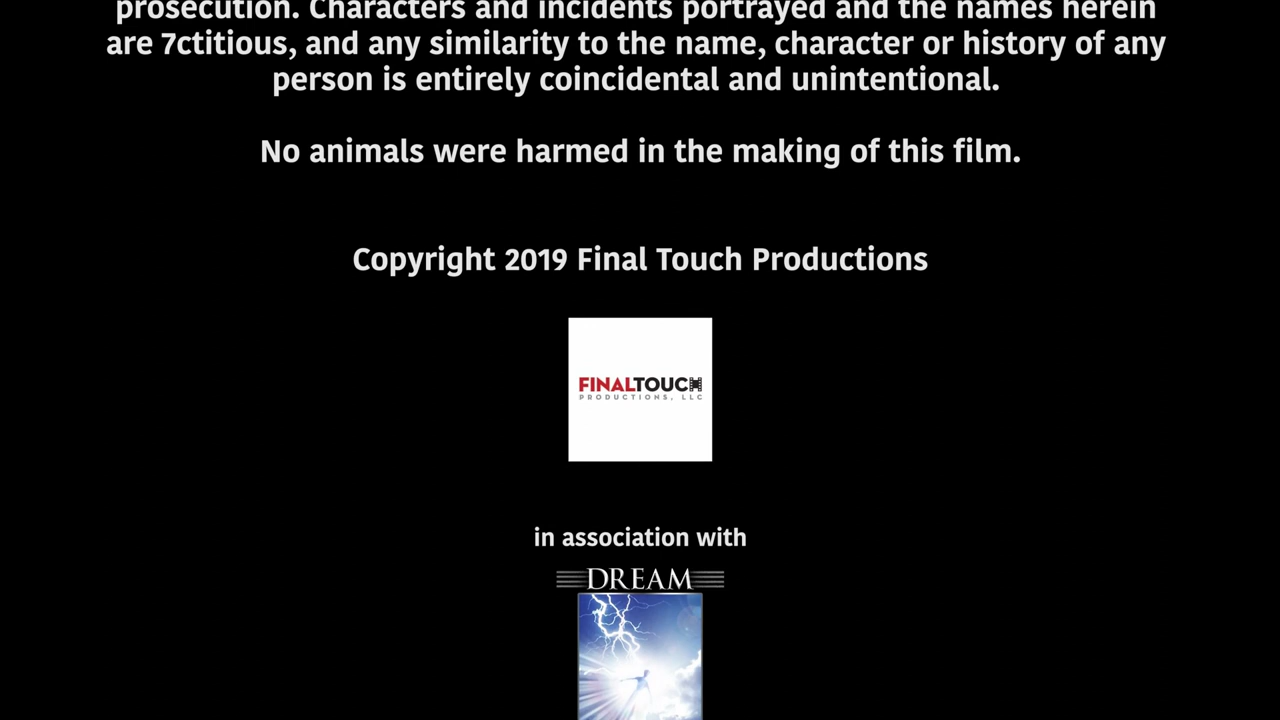 prosecution. Characters and incidents portrayed and the names herein
are 7ctitious, and any similarity to the name, character or history of any
person is entirely coincidental and unintentional.
No animals were harmed in the making of this film.
Copyright 2019 Final Touch Productions
FINALTOUCH
PRODUCTIONS, LLC
in association with
DREAM